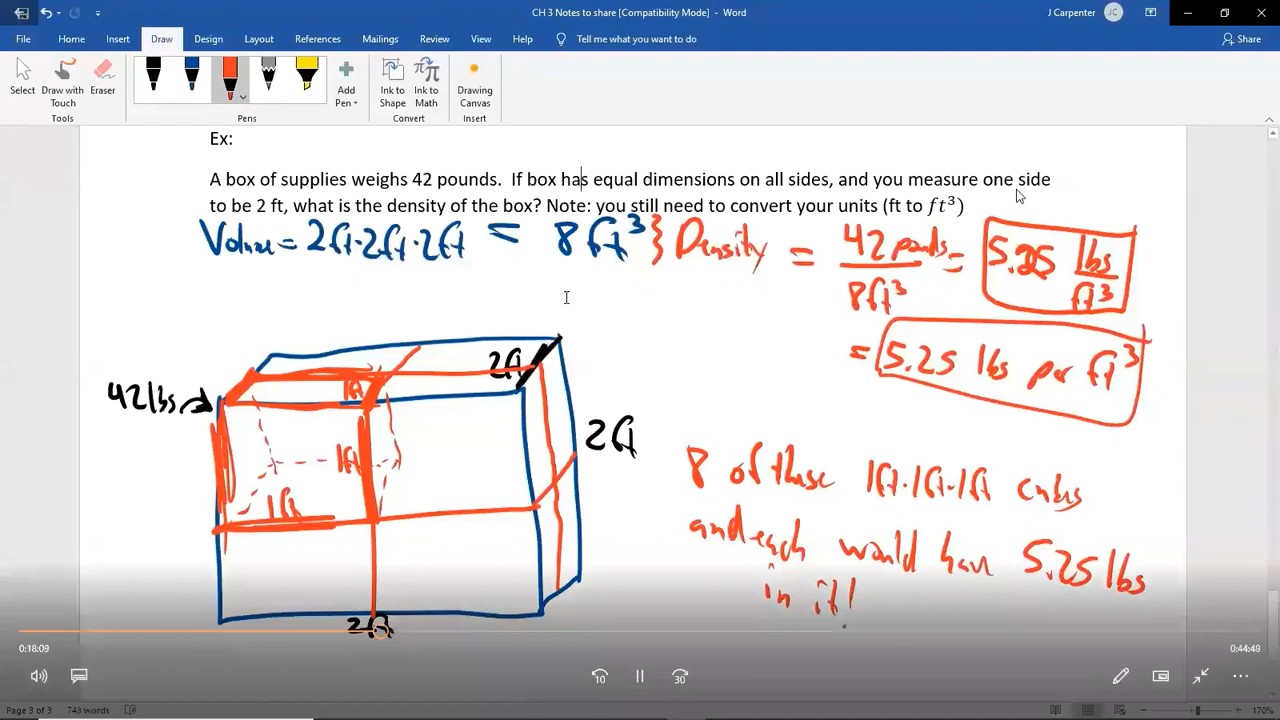 CH 3 Notes to share [Compatibility Mode] - Word
J Carpenter JC
File Home Insert Draw Design Layout References Mailings Review View Help Tell me what you want to do Share
Select Draw with Touch Eraser Add Pen Ink to Shape Ink to Math Drawing Canvas
Tools Pens Convert Insert
Ex:
A box of supplies weighs 42 pounds. If box has equal dimensions on all sides, and you measure one side
to be 2 ft, what is the density of the box? Note: you still need to convert your units (ft to ft³)
Volume = 2ft·2ft·2ft = 8ft³ } Density = 42 pounds / 8ft³ = 5.25 lbs/ft³
= 5.25 lbs per ft³
42 lbs
2ft
1ft
2ft
1ft
1ft
2ft
8 of these 1ft·1ft·1ft cubes
and each would have 5.25 lbs
in it!
0:18:09 0:44:49
10 30
Page 3 of 3 743 words 170%